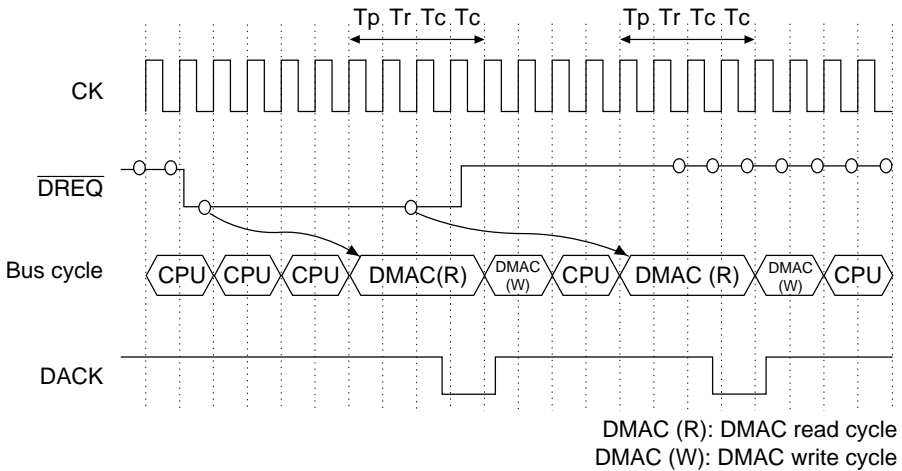 Tp Tr Tc Tc Tp Tr Tc Tc
CK
DREQ
Bus cycle CPU CPU CPU DMAC(R) DMAC (W) CPU DMAC (R) DMAC (W) CPU
DACK
DMAC (R): DMAC read cycle
DMAC (W): DMAC write cycle